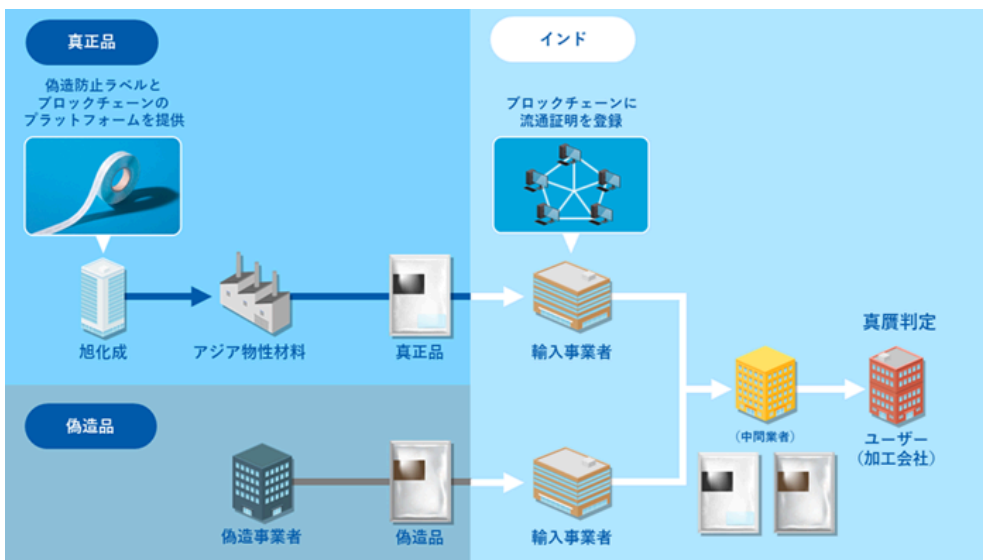 真正品
偽造防止ラベルと
ブロックチェーンの
プラットフォームを提供
旭化成
アジア物性材料
真正品
インド
ブロックチェーンに
流通証明を登録
輸入事業者
真贋判定
(中間業者)
ユーザー
(加工会社)
偽造品
偽造事業者
偽造品
輸入事業者